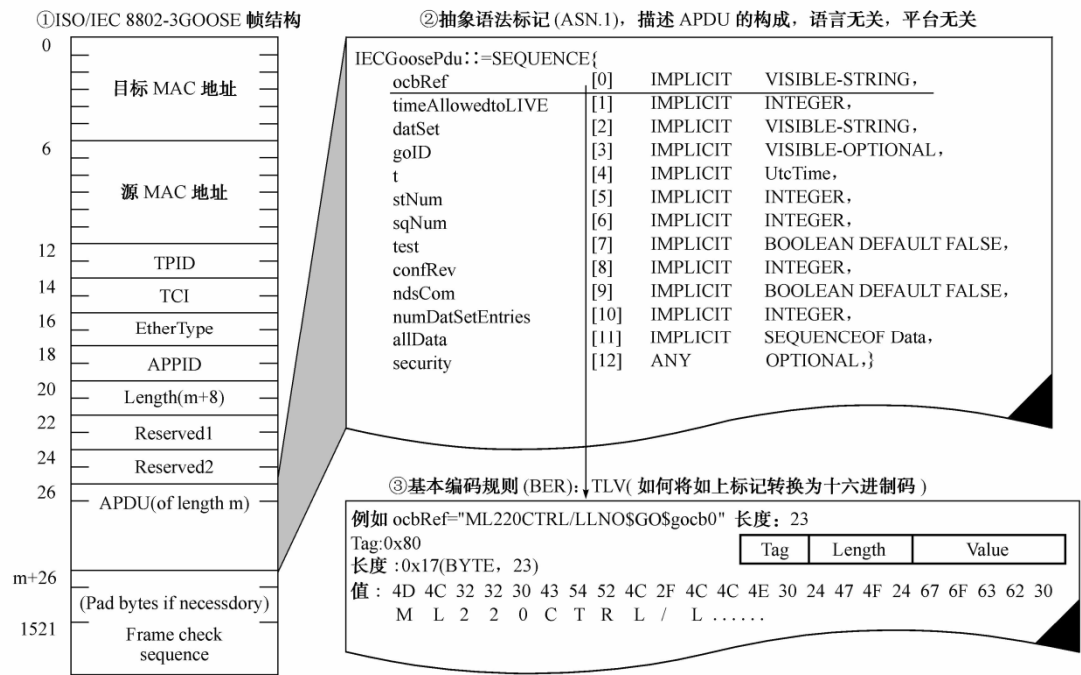 ①ISO/IEC 8802-3GOOSE 帧结构
0
目标 MAC 地址
6
源 MAC 地址
12
TPID
14
TCI
16
EtherType
18
APPID
20
Length(m+8)
22
Reserved1
24
Reserved2
26
APDU(of length m)
m+26
(Pad bytes if necessdory)
1521
Frame check
sequence
②抽象语法标记 (ASN.1)，描述 APDU 的构成，语言无关，平台无关
IECGoosePdu::=SEQUENCE{
ocbRef [0] IMPLICIT VISIBLE-STRING，
timeAllowedtoLIVE [1] IMPLICIT INTEGER，
datSet [2] IMPLICIT VISIBLE-STRING，
goID [3] IMPLICIT VISIBLE-OPTIONAL，
t [4] IMPLICIT UtcTime，
stNum [5] IMPLICIT INTEGER，
sqNum [6] IMPLICIT INTEGER，
test [7] IMPLICIT BOOLEAN DEFAULT FALSE，
confRev [8] IMPLICIT INTEGER，
ndsCom [9] IMPLICIT BOOLEAN DEFAULT FALSE，
numDatSetEntries [10] IMPLICIT INTEGER，
allData [11] IMPLICIT SEQUENCEOF Data，
security [12] ANY OPTIONAL，}
③基本编码规则 (BER)：TLV( 如何将如上标记转换为十六进制码 )
例如 ocbRef="ML220CTRL/LLNO$GO$gocb0" 长度：23
Tag:0x80
Tag Length Value
长度 :0x17(BYTE，23)
值： 4D 4C 32 32 30 43 54 52 4C 2F 4C 4C 4E 30 24 47 4F 24 67 6F 63 62 30
M L 2 2 0 C T R L / L ......